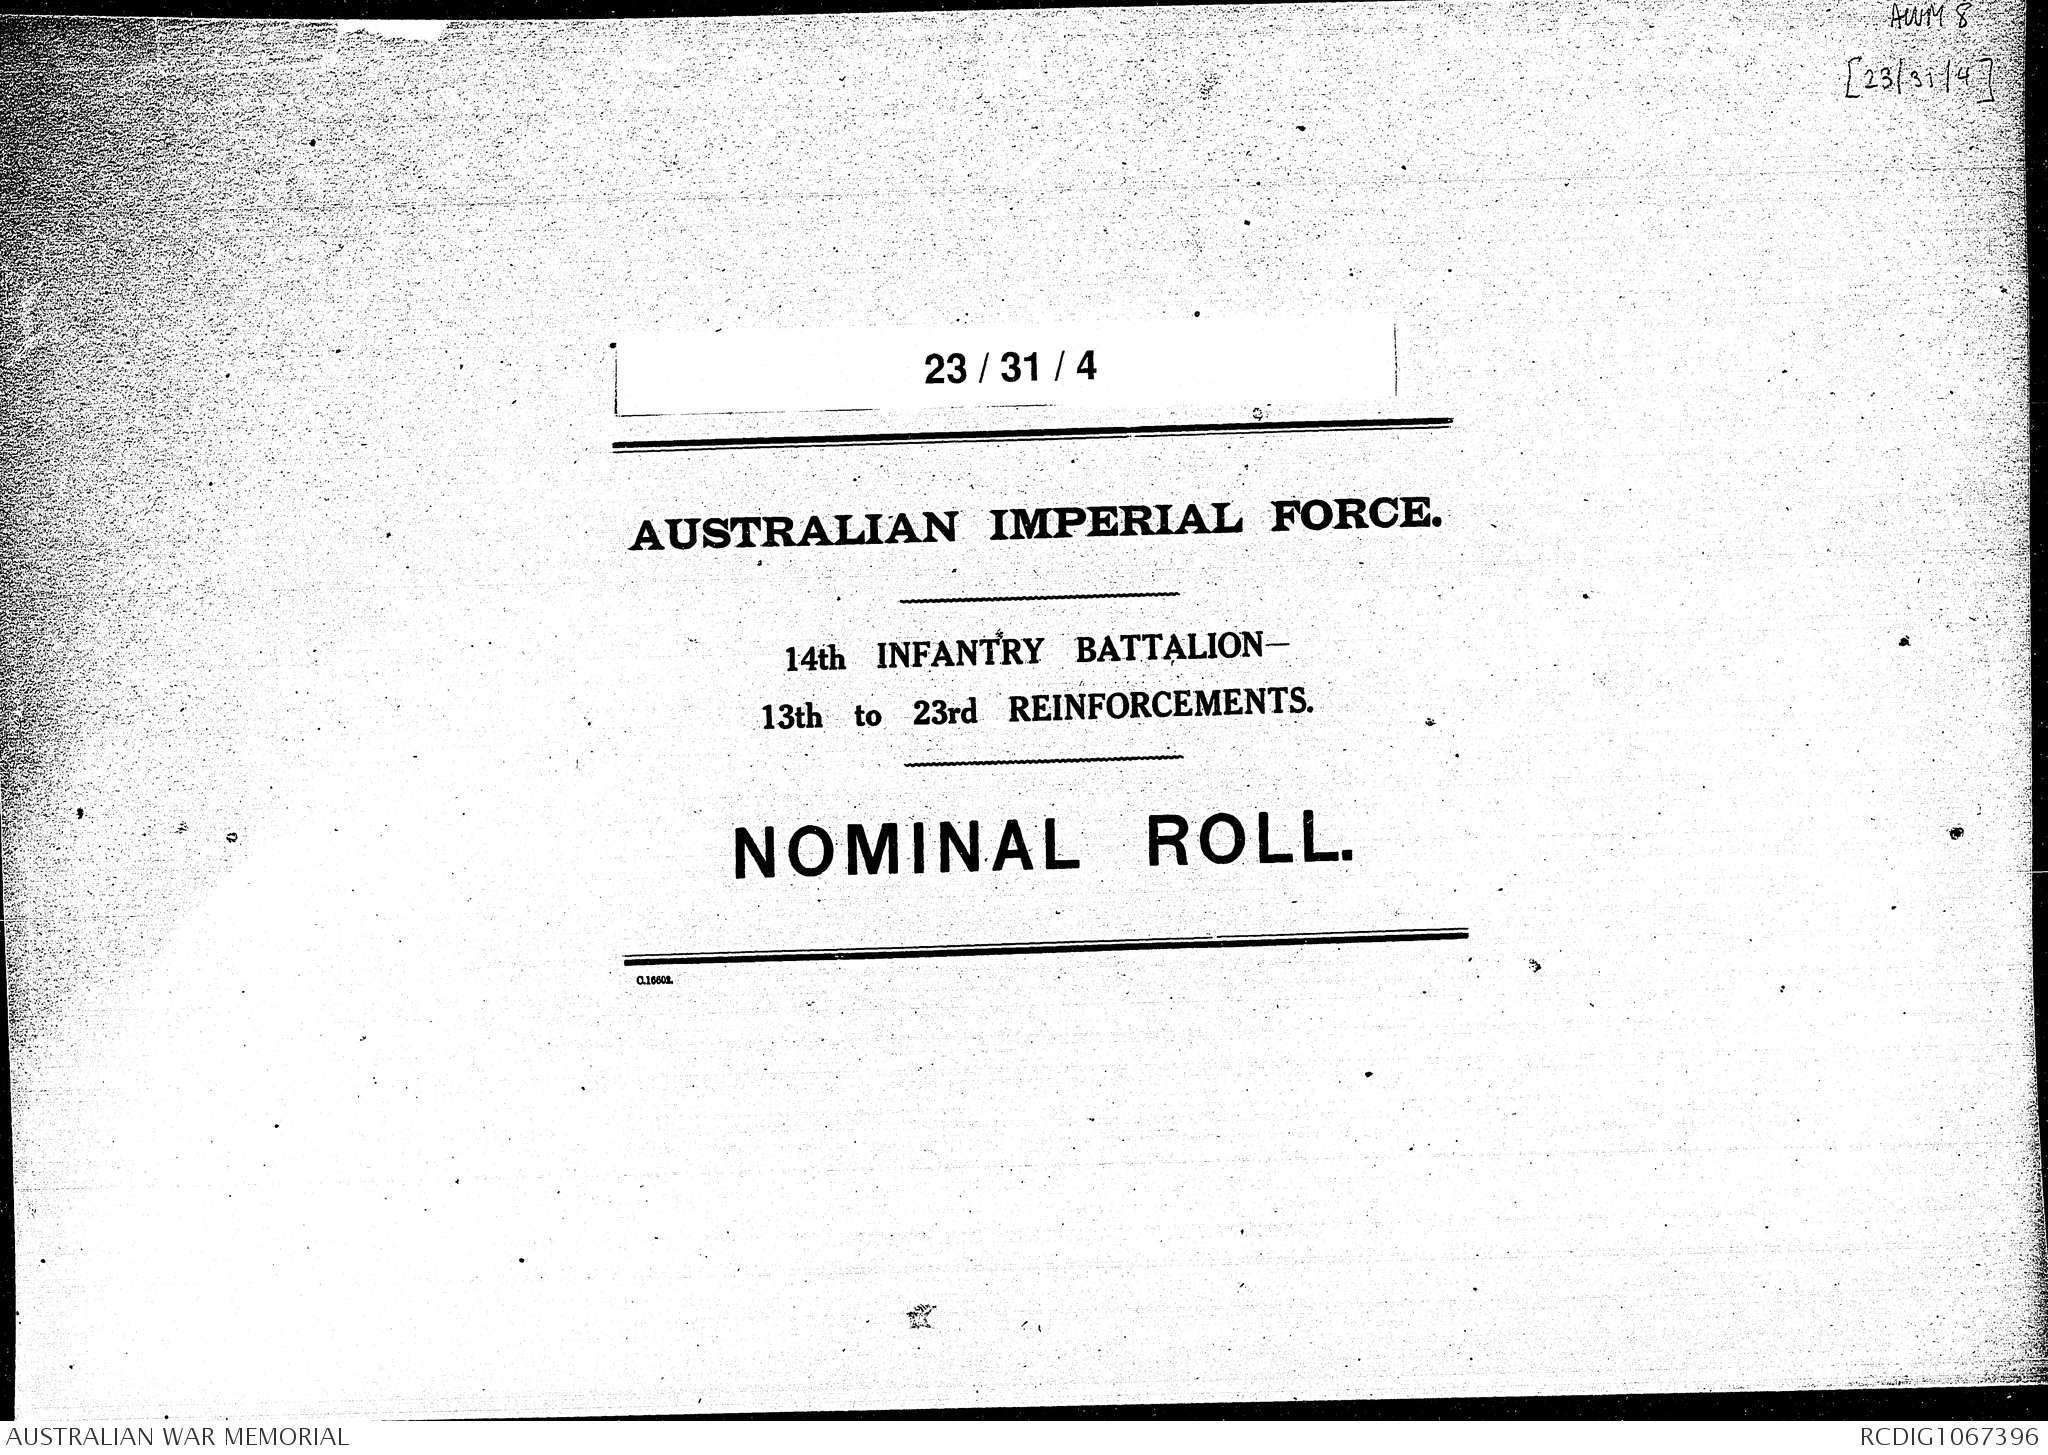 AWM 8
[23/31/4]
23 / 31 / 4
AUSTRALIAN IMPERIAL FORCE.
14th INFANTRY BATTALION—
13th to 23rd REINFORCEMENTS.
NOMINAL ROLL.
C.16602.
AUSTRALIAN WAR MEMORIAL
RCDIG1067396